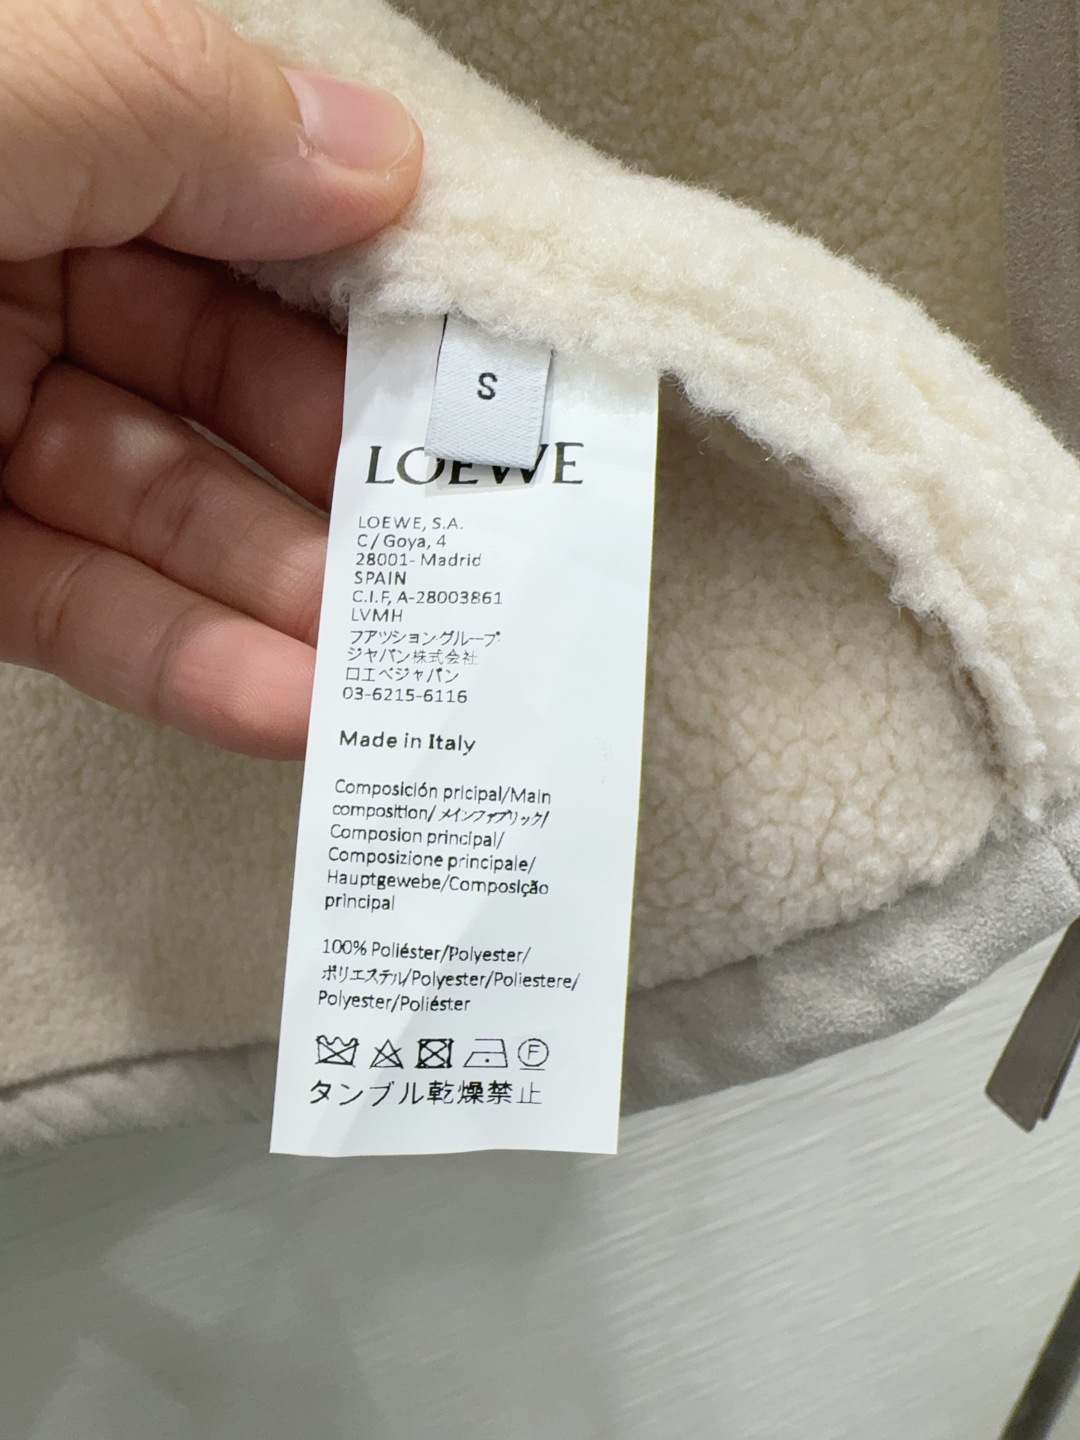 S
LOEWE
LOEWE, S.A.
C/Goya, 4
28001- Madrid
SPAIN
C.I.F, A-28003861
LVMH
フアツション·グループ
ジヤパン株式会社
ロエベジャパン
03-6215-6116
Made in Italy
Composición pricipal/Main
composition/ メインファブリック/
Composion principal/
Composizione principale/
Hauptgewebe/Composição
principal
100% Poliéster/Polyester/
ポリエステル/Polyester/Poliestere/
Polyester/Poliéster
F
タンブル乾燥禁止